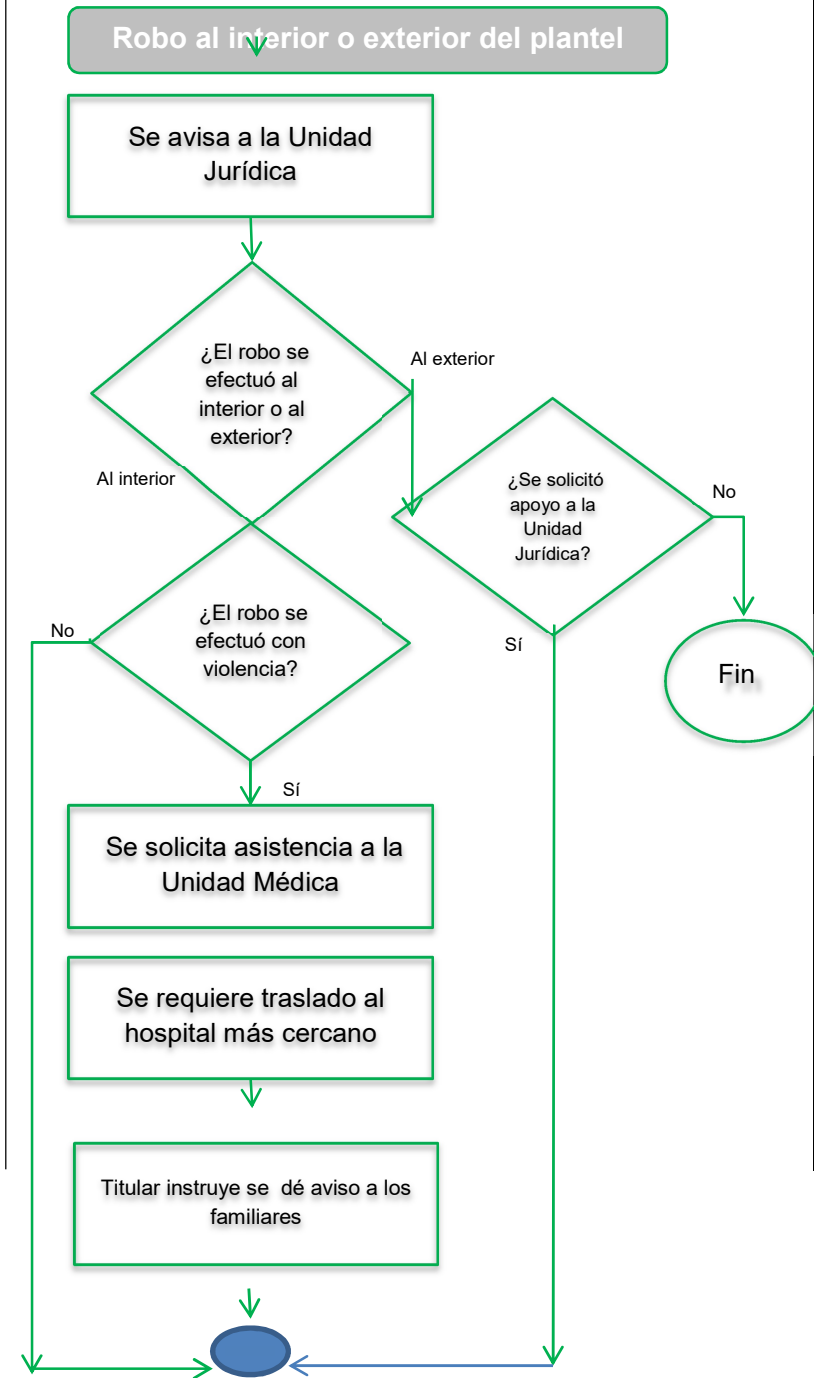 Robo al interior o exterior del plantel
Se avisa a la Unidad
Jurídica
¿El robo se
efectuó al
interior o al
exterior?
Al exterior
Al interior
¿Se solicitó
apoyo a la
Unidad
Jurídica?
No
¿El robo se
efectuó con
violencia?
No
Sí
Fin
Sí
Se solicita asistencia a la
Unidad Médica
Se requiere traslado al
hospital más cercano
Titular instruye se dé aviso a los
familiares